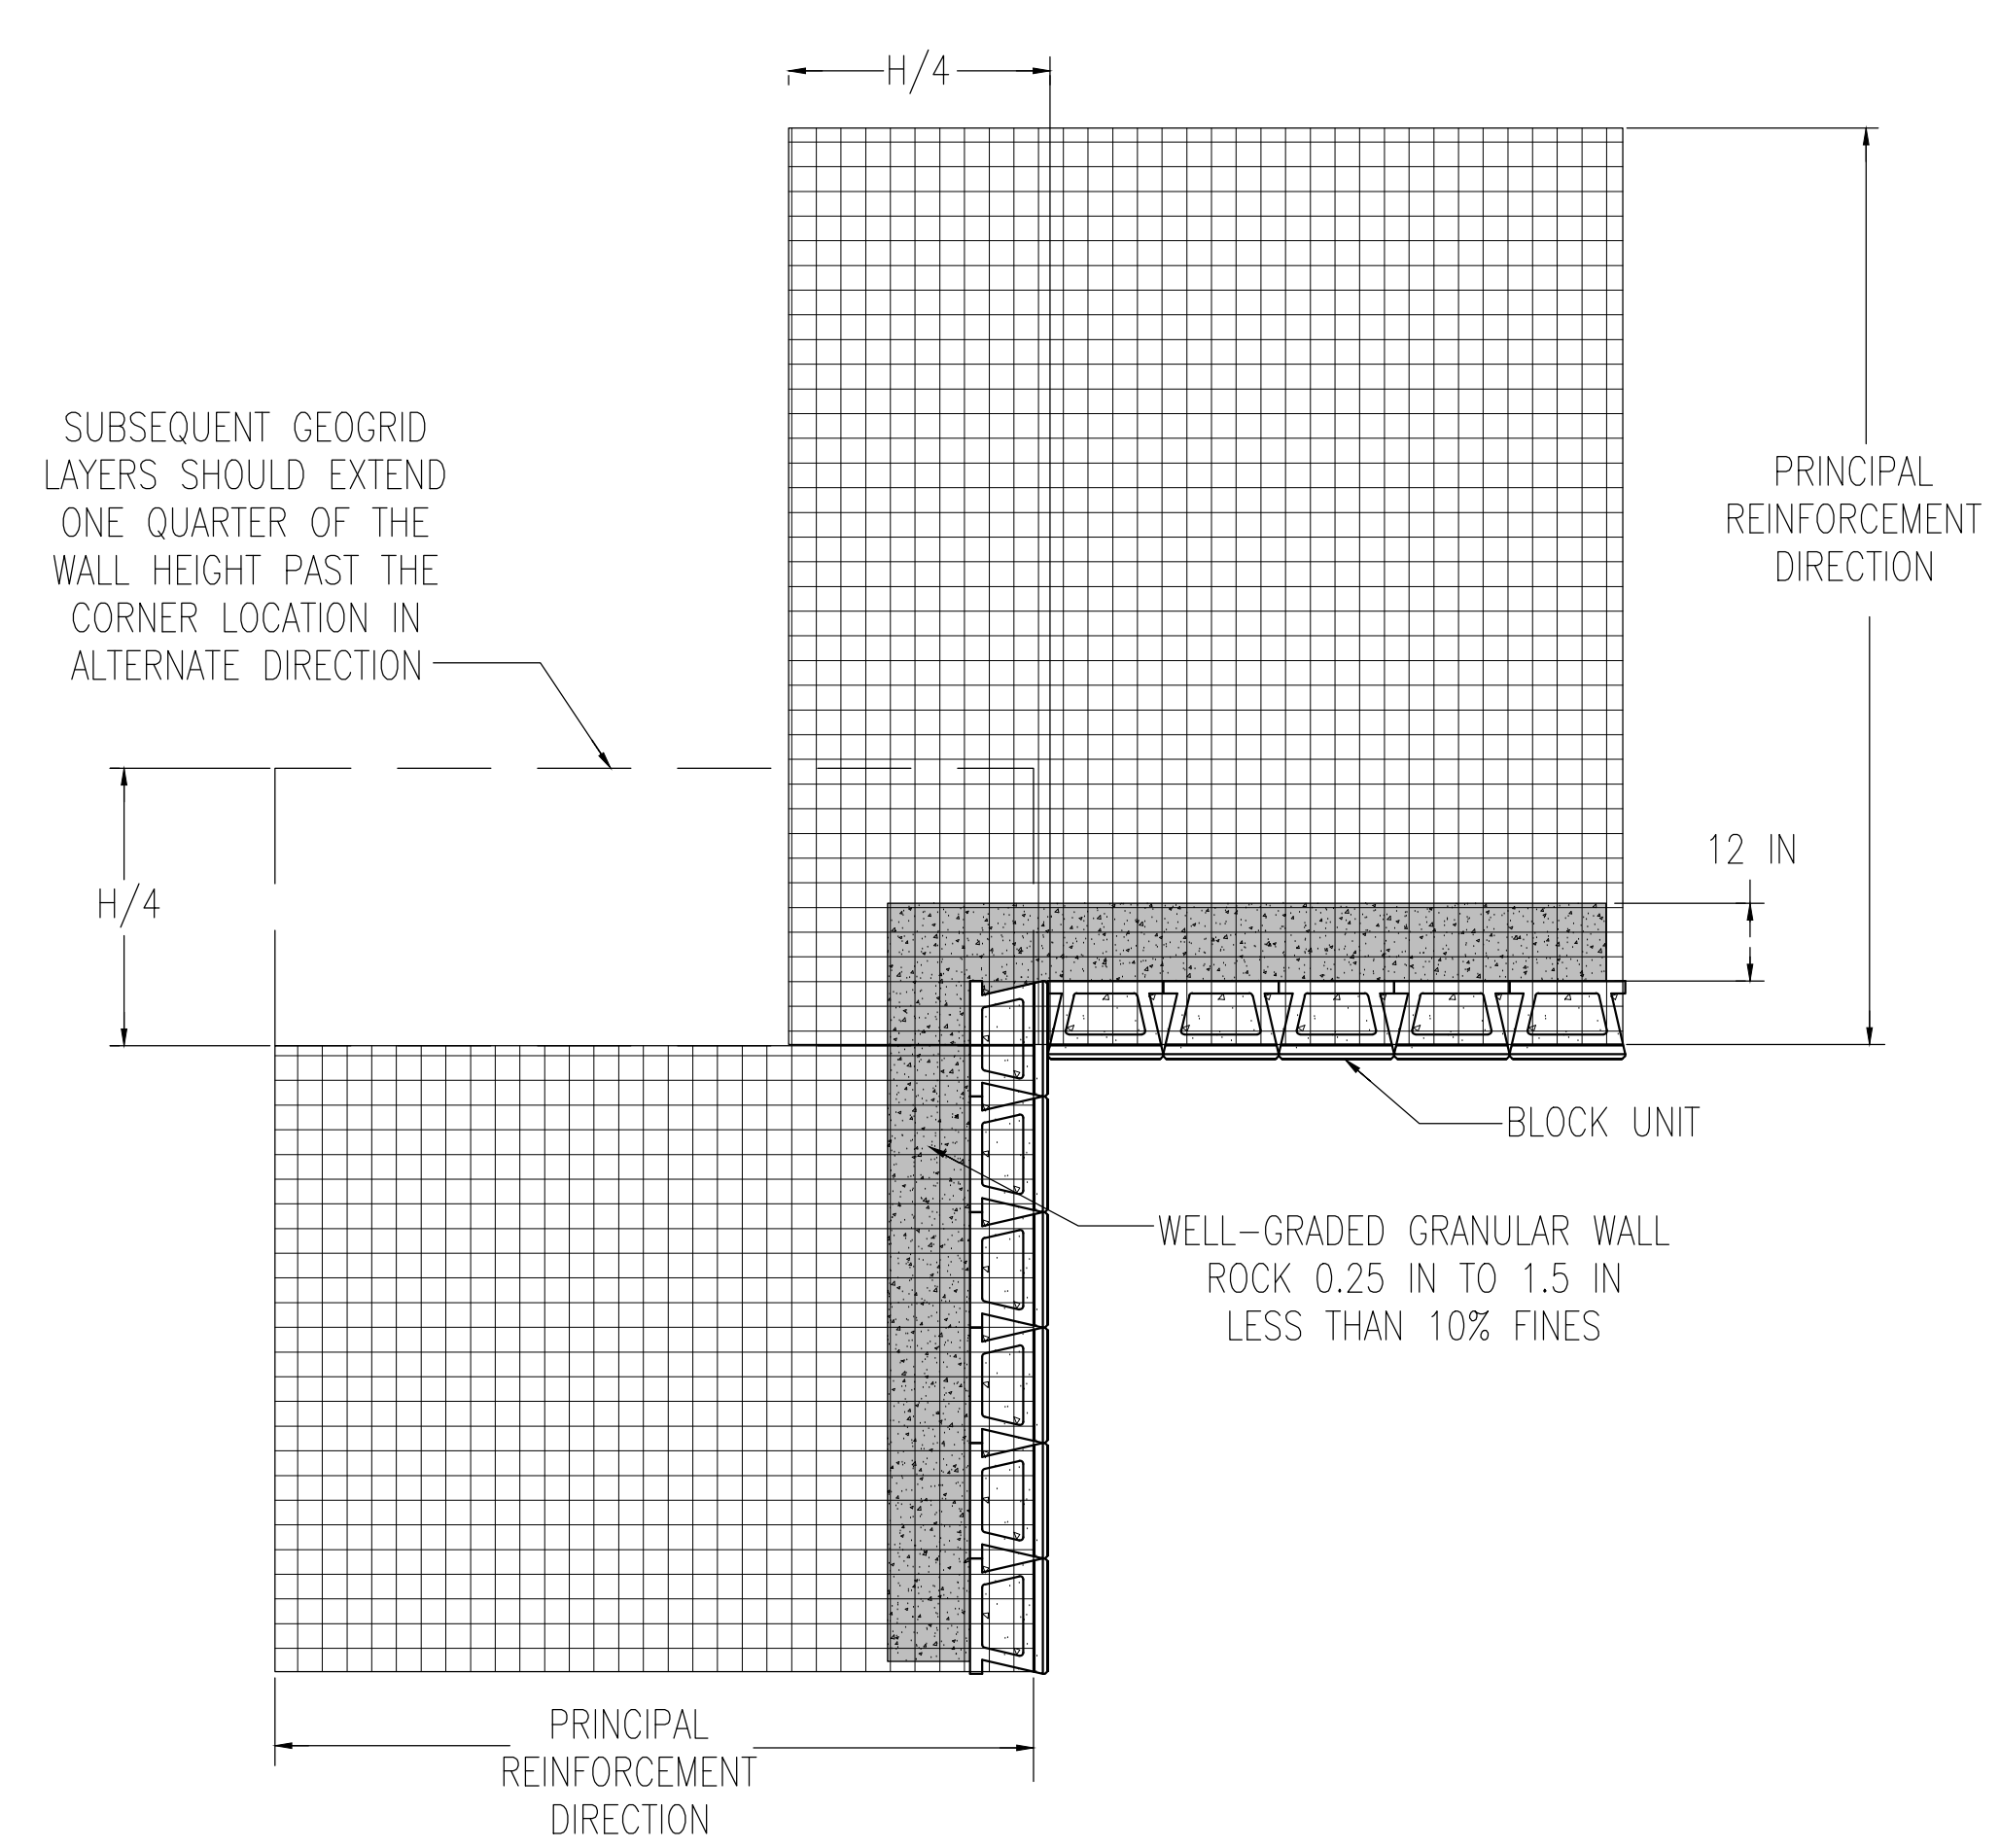 H/4
SUBSEQUENT GEOGRID
LAYERS SHOULD EXTEND
ONE QUARTER OF THE
WALL HEIGHT PAST THE
CORNER LOCATION IN
ALTERNATE DIRECTION
PRINCIPAL
REINFORCEMENT
DIRECTION
12 IN
H/4
BLOCK UNIT
WELL-GRADED GRANULAR WALL
ROCK 0.25 IN TO 1.5 IN
LESS THAN 10% FINES
PRINCIPAL
REINFORCEMENT
DIRECTION